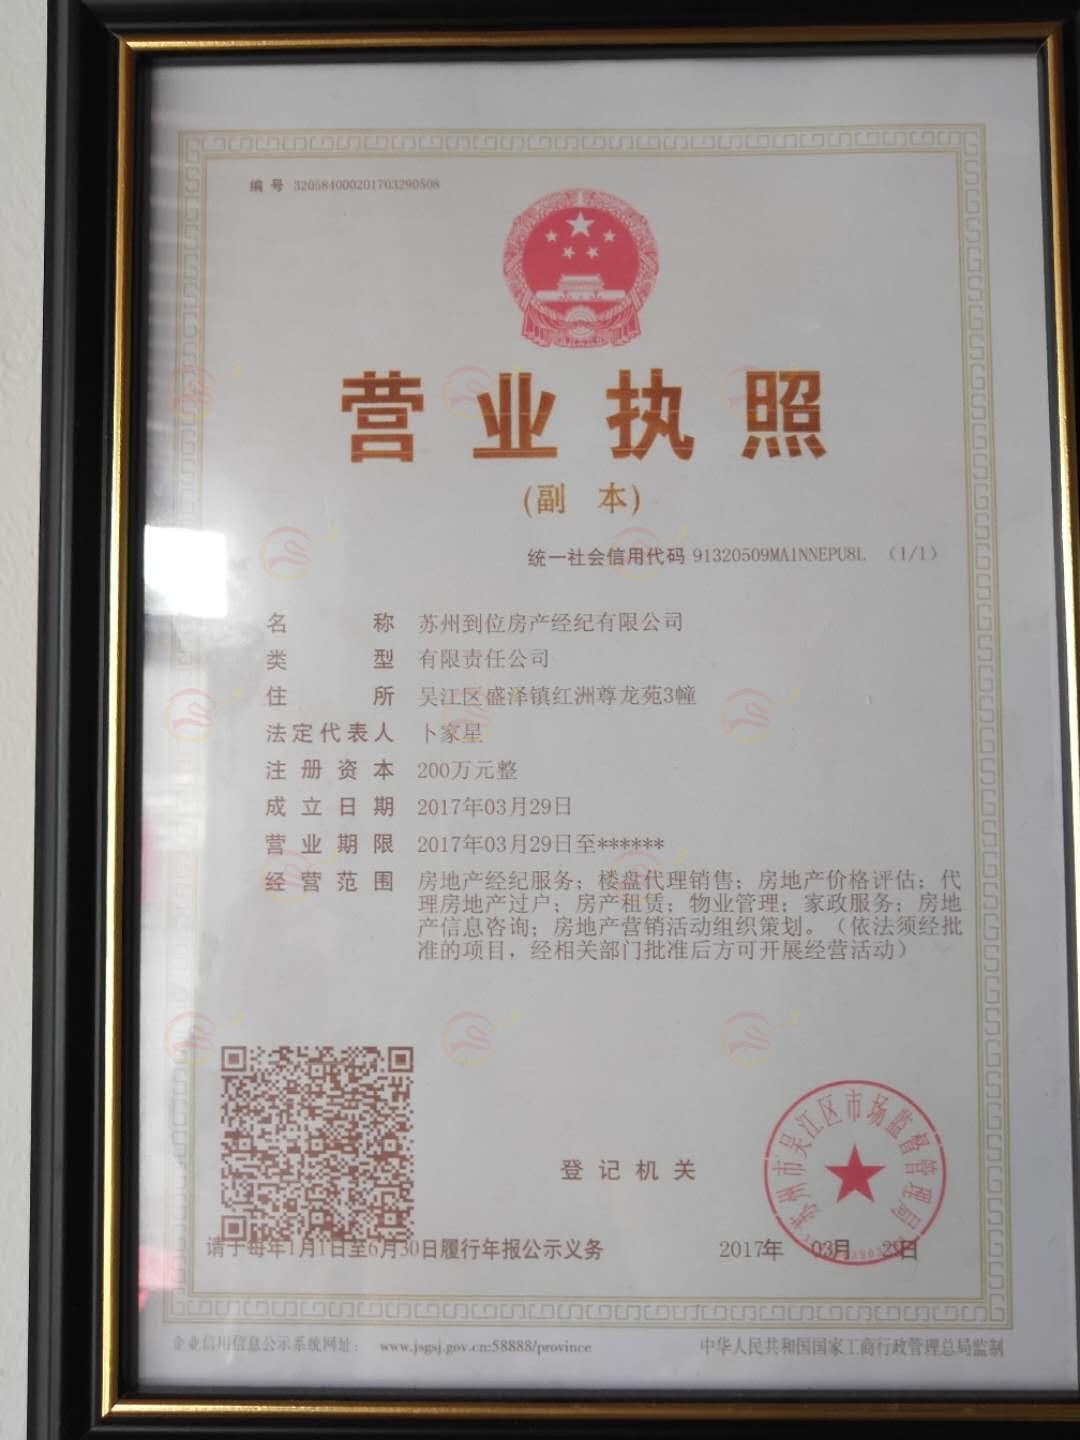 编号 320584000201703290508
营业执照
(副 本)
统一社会信用代码 91320509MA1NNEPU8L (1/1)
名称 苏州到位房产经纪有限公司
类型 有限责任公司
住所 吴江区盛泽镇红洲尊龙苑3幢
法定代表人 卜家星
注册资本 200万元整
成立日期 2017年03月29日
营业期限 2017年03月29日至******
经营范围 房地产经纪服务；楼盘代理销售；房地产价格评估；代
理房地产过户；房产租赁；物业管理；家政服务；房地
产信息咨询；房地产营销活动组织策划。（依法须经批
准的项目，经相关部门批准后方可开展经营活动）
登记机关
苏州市吴江区市场监督管理局
请于每年1月1日至6月30日履行年报公示义务
2017年 03月 29日
企业信用信息公示系统网址： www.jsgsj.gov.cn:58888/province
中华人民共和国国家工商行政管理总局监制